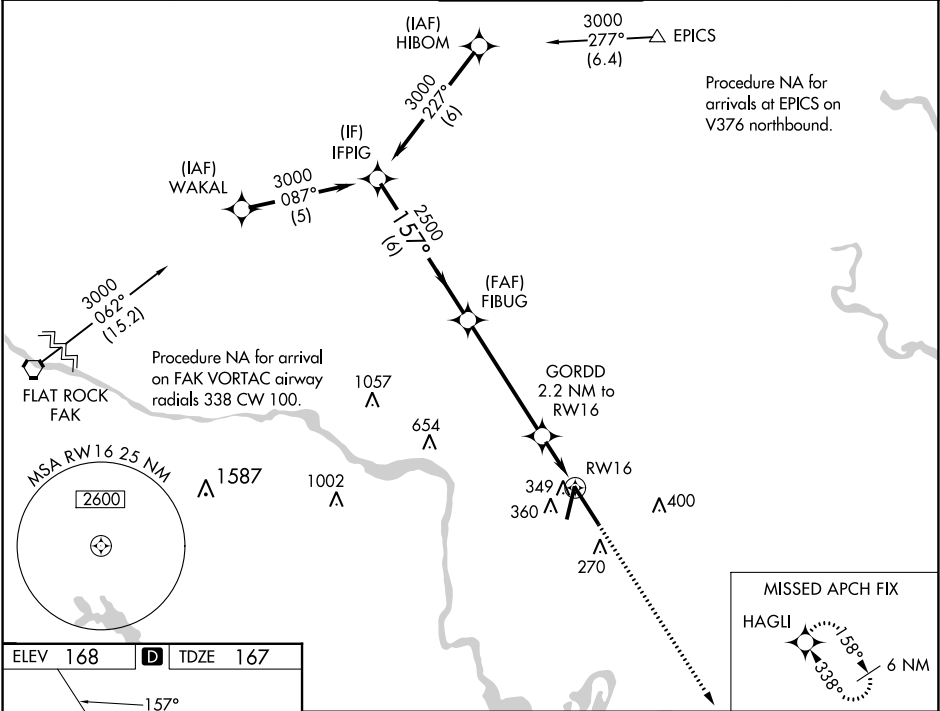 (IAF)
HIBOM
3000
277°
(6.4)
EPICS
Procedure NA for
arrivals at EPICS on
V376 northbound.
3000
227°
(6)
(IF)
IFPIG
(IAF)
WAKAL
3000
087°
(5)
2500
157°
(6)
(FAF)
FIBUG
3000
062°
(15.2)
FLAT ROCK
FAK
Procedure NA for arrival
on FAK VORTAC airway
radials 338 CW 100.
GORDD
2.2 NM to
RW16
1057
654
1002
1587
MSA RW16 25 NM
2600
RW16
349
360
400
270
MISSED APCH FIX
HAGLI
158°
338°
6 NM
ELEV 168 D TDZE 167
157°